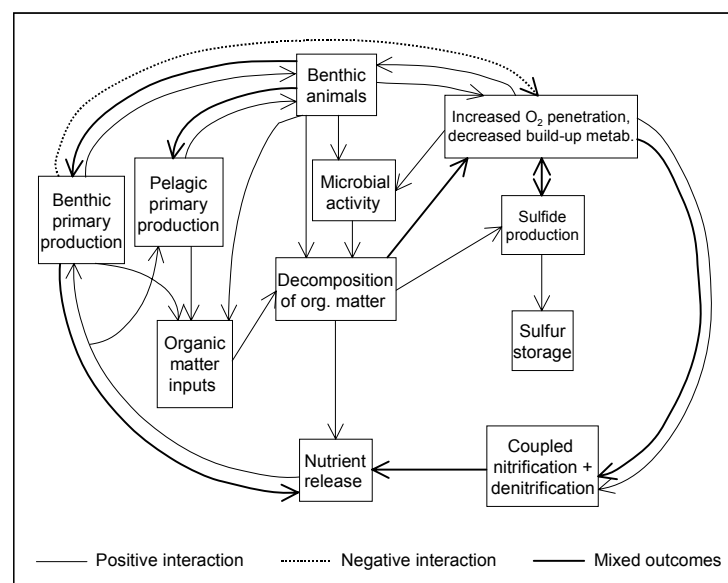 Benthic
animals
Increased O₂ penetration,
decreased build-up metab.
Benthic
primary
production
Pelagic
primary
production
Microbial
activity
Sulfide
production
Decomposition
of org. matter
Organic
matter
inputs
Sulfur
storage
Nutrient
release
Coupled
nitrification +
denitrification
Positive interaction
Negative interaction
Mixed outcomes